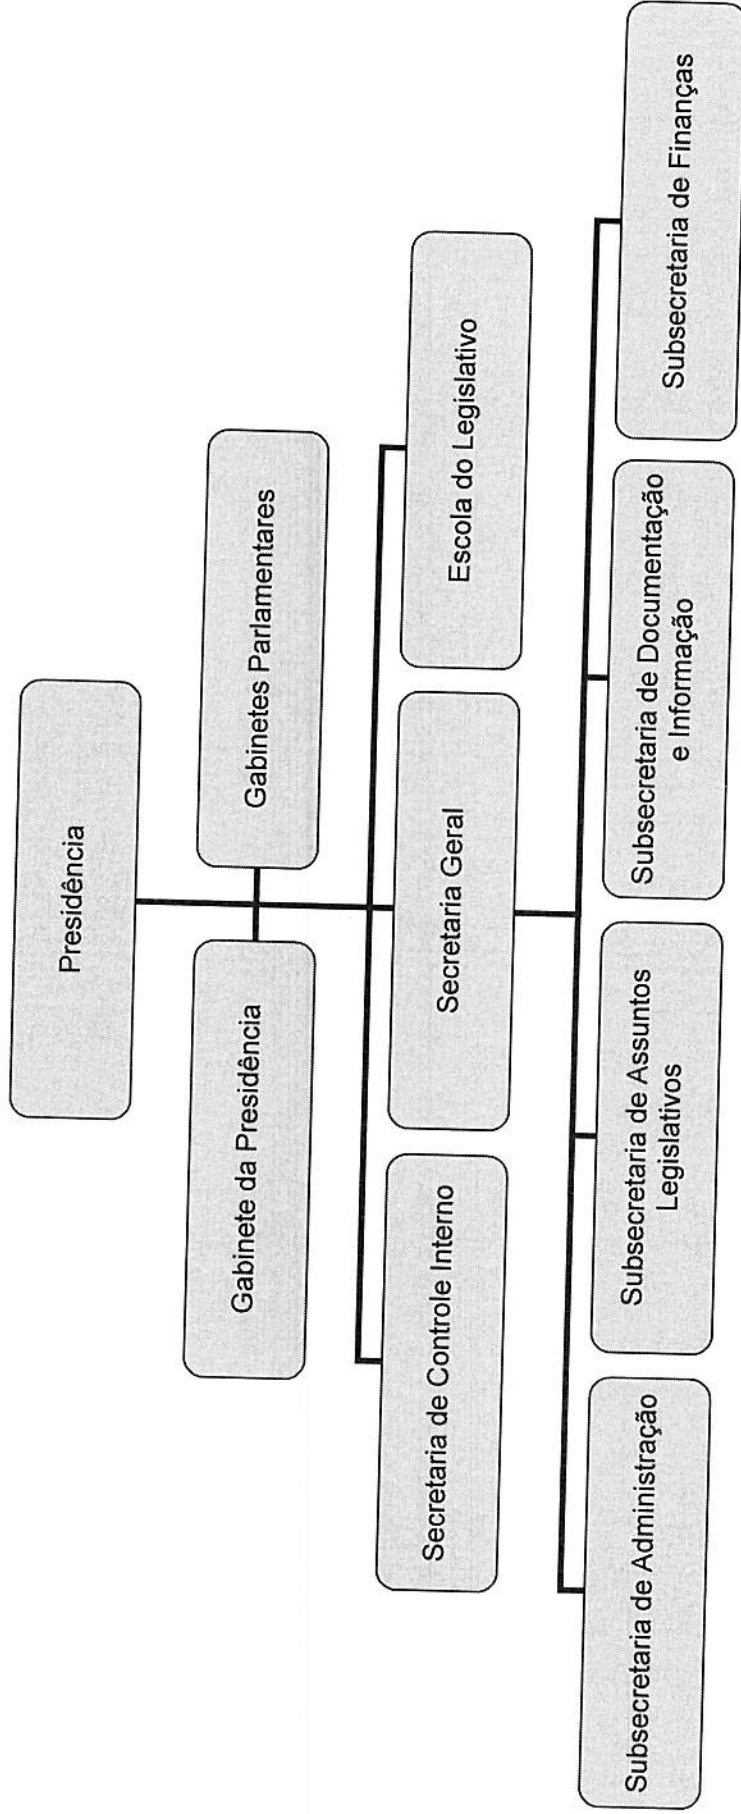 Presidência
Gabinete da Presidência
Gabinetes Parlamentares
Secretaria de Controle Interno
Secretaria Geral
Escola do Legislativo
Subsecretaria de Administração
Subsecretaria de Assuntos
Legislativos
Subsecretaria de Documentação
e Informação
Subsecretaria de Finanças